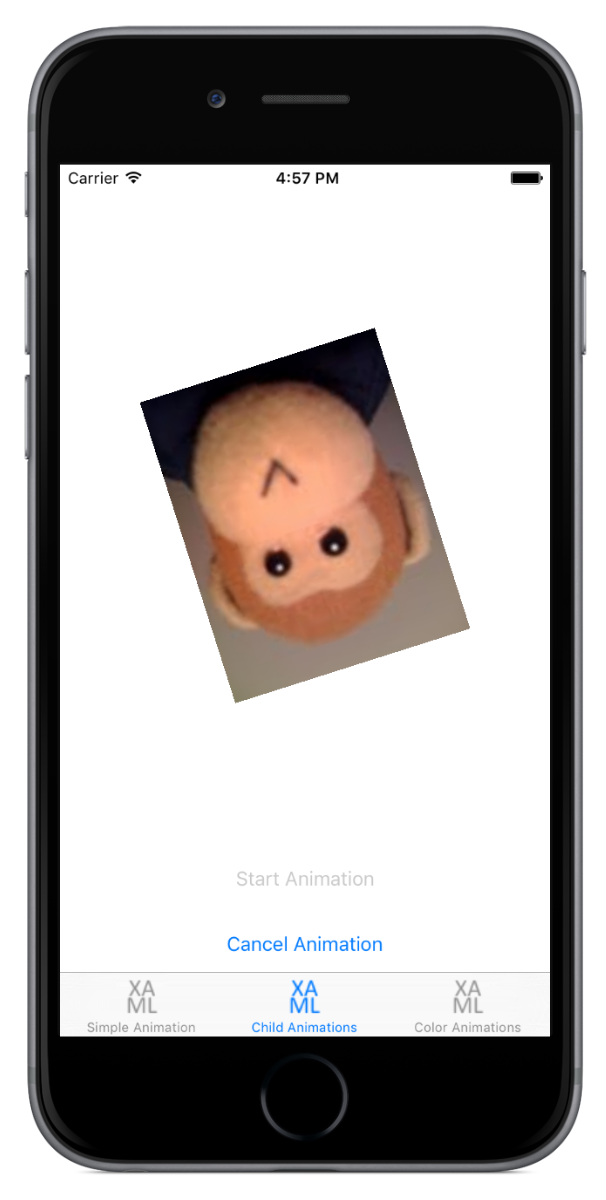 Carrier
4:57 PM
Start Animation
Cancel Animation
XA
ML
Simple Animation
XA
ML
Child Animations
XA
ML
Color Animations